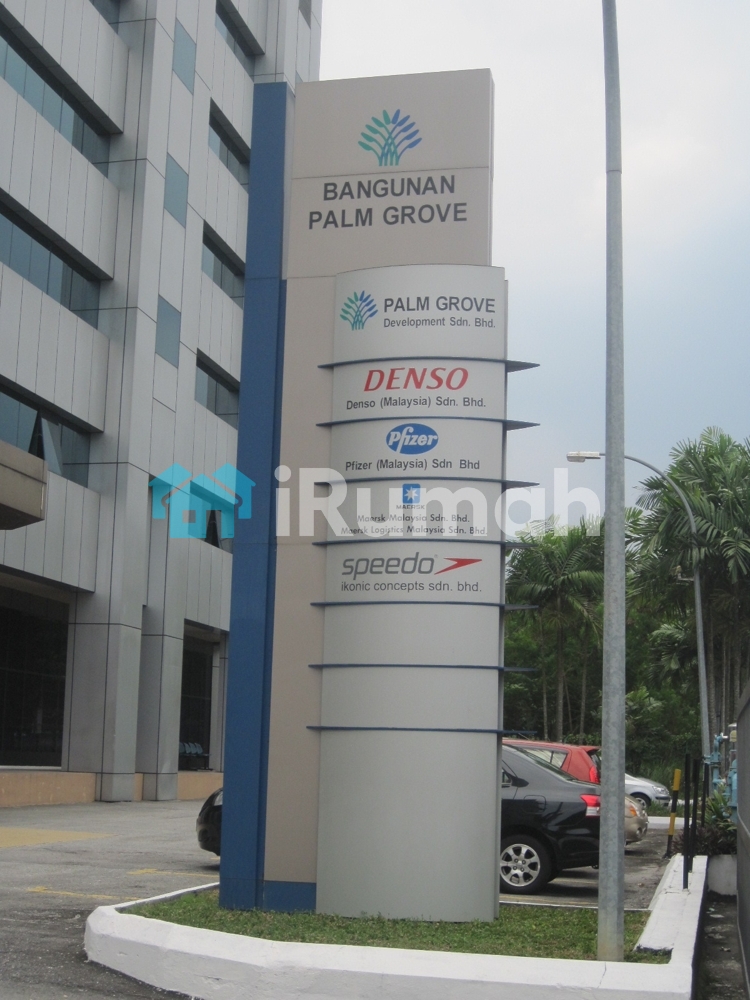 BANGUNAN
PALM GROVE
PALM GROVE
Development Sdn. Bhd.
DENSO
Denso (Malaysia) Sdn. Bhd.
Pfizer
Pfizer (Malaysia) Sdn Bhd
iRumah
MAERSK
Maersk Malaysia Sdn. Bhd.
Maersk Logistics Malaysia Sdn. Bhd.
speedo
ikonic concepts sdn. bhd.